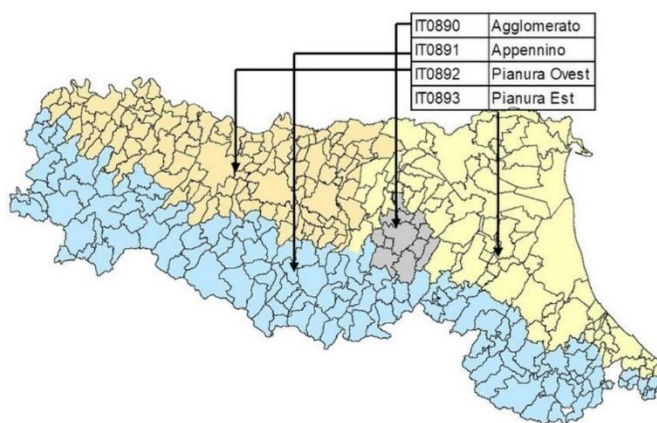 IT0890 Agglomerato
IT0891 Appennino
IT0892 Pianura Ovest
IT0893 Pianura Est